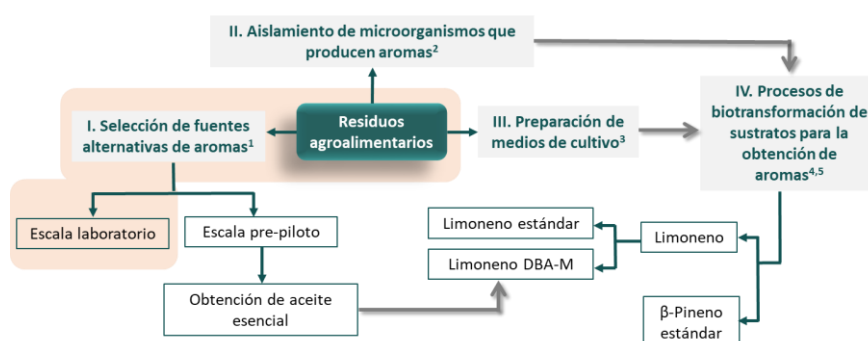 II. Aislamiento de microorganismos que
producen aromas²
I. Selección de fuentes
alternativas de aromas¹
Residuos
agroalimentarios
III. Preparación de
medios de cultivo³
IV. Procesos de
biotransformación de
sustratos para la
obtención de
aromas⁴,⁵
Escala laboratorio
Escala pre-piloto
Limoneno estándar
Limoneno
Limoneno DBA-M
Obtención de aceite
esencial
β-Pineno
estándar